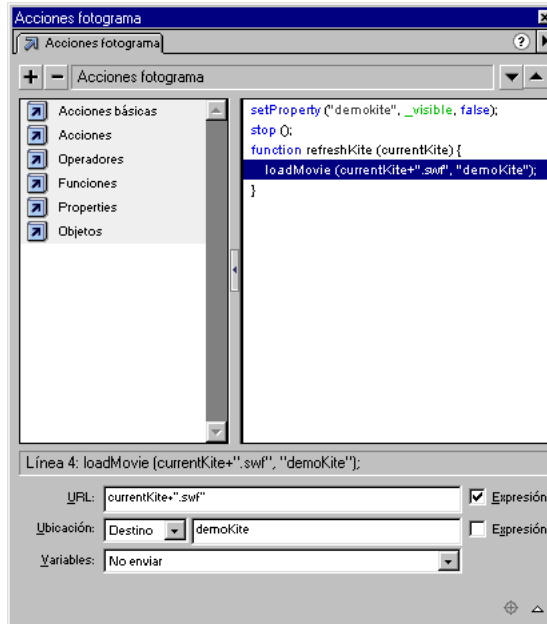 Acciones fotograma
Acciones fotograma
Acciones fotograma
Acciones básicas
Acciones
Operadores
Funciones
Properties
Objetos
setProperty ("demokite", _visible, false);
stop ();
function refreshKite (currentKite) {
loadMovie (currentKite+".swf", "demoKite");
}
Línea 4: loadMovie (currentKite+".swf", "demoKite");
URL: currentKite+".swf" Expresión
Ubicación: Destino demoKite Expresión
Variables: No enviar